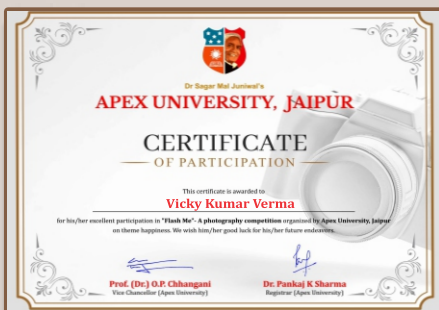 Dr Sagar Mal Juniwal's
APEX UNIVERSITY, JAIPUR
CERTIFICATE
OF PARTICIPATION
This certificate is awarded to
Vicky Kumar Verma
for his/her excellent participation in "Flash Me"- A photography competition organised by Apex University, Jaipur
on theme happiness. We wish him/her good luck for his/her future endeavors.
Prof. (Dr.) O.P. Chhangani
Vice Chancellor (Apex University)
Dr. Pankaj K Sharma
Registrar (Apex University)